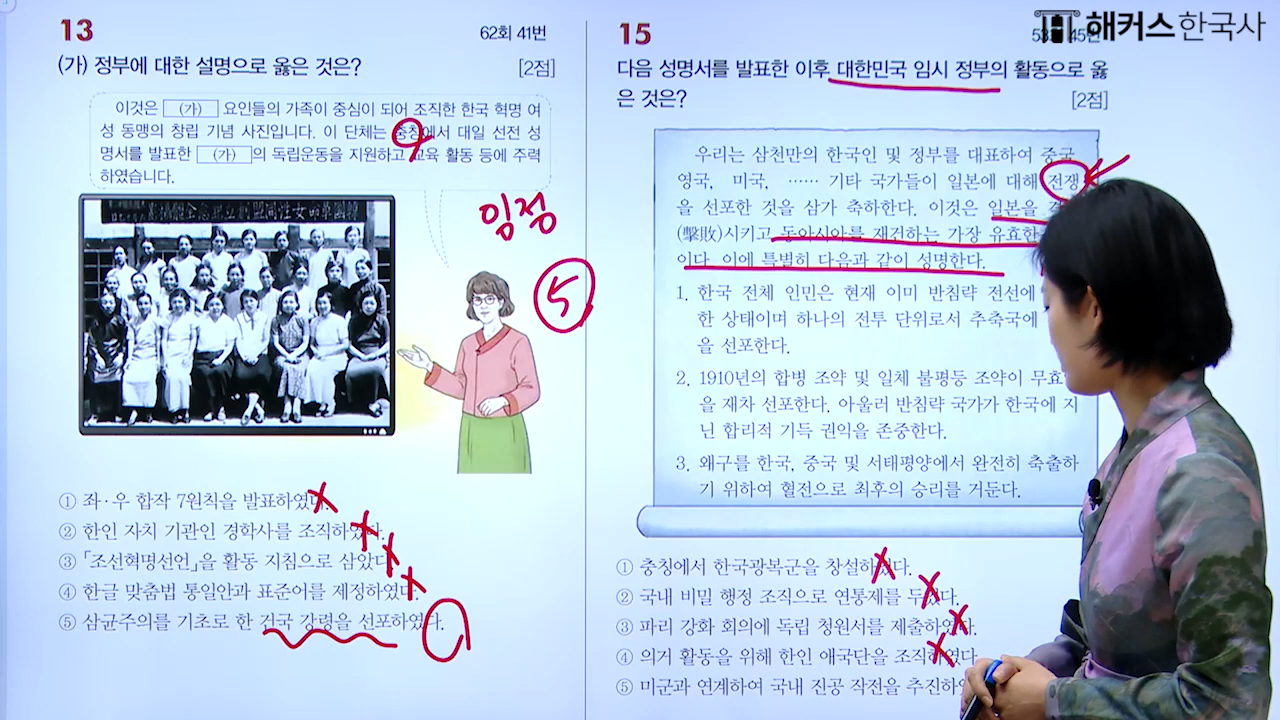 해커스한국사
13
62회 41번
(가) 정부에 대한 설명으로 옳은 것은?
[2점]
이것은 (가) 요인들의 가족이 중심이 되어 조직한 한국 혁명 여
성 동맹의 창립 기념 사진입니다. 이 단체는 충칭에서 대일 선전 성
명서를 발표한 (가) 의 독립운동을 지원하고 교육 활동 등에 주력
하였습니다.
임정
⑤
① 좌·우 합작 7원칙을 발표하였다.
② 한인 자치 기관인 경학사를 조직하였다.
③ 「조선혁명선언」을 활동 지침으로 삼았다.
④ 한글 맞춤법 통일안과 표준어를 제정하였다.
⑤ 삼균주의를 기초로 한 건국 강령을 선포하였다.
15
45번
다음 성명서를 발표한 이후 대한민국 임시 정부의 활동으로 옳
은 것은?
[2점]
우리는 삼천만의 한국인 및 정부를 대표하여 중국,
영국, 미국, …… 기타 국가들이 일본에 대해 전쟁
을 선포한 것을 삼가 축하한다. 이것은 일본을
(擊敗)시키고 동아시아를 재건하는 가장 유효한
이다. 이에 특별히 다음과 같이 성명한다.
1. 한국 전체 인민은 현재 이미 반침략 전선에
한 상태이며 하나의 전투 단위로서 추축국에
을 선포한다.
2. 1910년의 합병 조약 및 일체 불평등 조약이
을 재차 선포한다. 아울러 반침략 국가가 한국에 지
닌 합리적 기득 권익을 존중한다.
3. 왜구를 한국, 중국 및 서태평양에서 완전히 축출하
기 위하여 혈전으로 최후의 승리를 거둔다.
① 충칭에서 한국광복군을 창설하였다.
② 국내 비밀 행정 조직으로 연통제를 두었다.
③ 파리 강화 회의에 독립 청원서를 제출하였다.
④ 의거 활동을 위해 한인 애국단을 조직하였다.
⑤ 미군과 연계하여 국내 진공 작전을